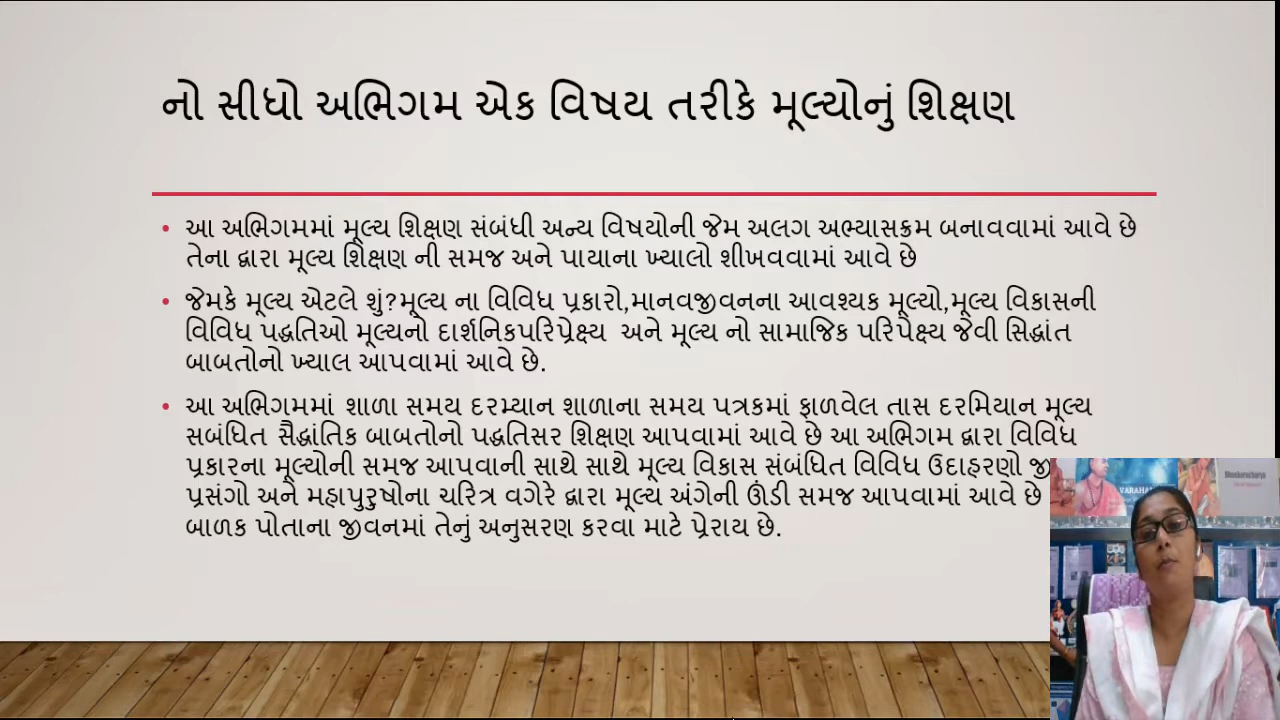 નો સીધો અભિગમ એક વિષય તરીકે મૂલ્યોનું શિક્ષણ
• આ અભિગમમાં મૂલ્ય શિક્ષણ સંબંધી અન્ય વિષયોની જેમ અલગ અભ્યાસક્રમ બનાવવામાં આવે છે
તેના દ્વારા મૂલ્ય શિક્ષણ ની સમજ અને પાયાના ખ્યાલો શીખવવામાં આવે છે
• જેમકે મૂલ્ય એટલે શું?મૂલ્ય ના વિવિધ પ્રકારો,માનવજીવનના આવશ્યક મૂલ્યો,મૂલ્ય વિકાસની
વિવિધ પદ્ધતિઓ મૂલ્યનો દાર્શનિકપરિપ્રેક્ષ્ય અને મૂલ્ય નો સામાજિક પરિપેક્ષ્ય જેવી સિદ્ધાંત
બાબતોનો ખ્યાલ આપવામાં આવે છે.
• આ અભિગમમાં શાળા સમય દરમ્યાન શાળાના સમય પત્રકમાં ફાળવેલ તાસ દરમિયાન મૂલ્ય
સબંધિત સૈદ્ધાંતિક બાબતોનો પદ્ધતિસર શિક્ષણ આપવામાં આવે છે આ અભિગમ દ્વારા વિવિધ
પ્રકારના મૂલ્યોની સમજ આપવાની સાથે સાથે મૂલ્ય વિકાસ સંબંધિત વિવિધ ઉદાહરણો
પ્રસંગો અને મહાપુરુષોના ચરિત્ર વગેરે દ્વારા મૂલ્ય અંગેની ઊંડી સમજ આપવામાં આવે છે
બાળક પોતાના જીવનમાં તેનું અનુસરણ કરવા માટે પ્રેરાય છે.